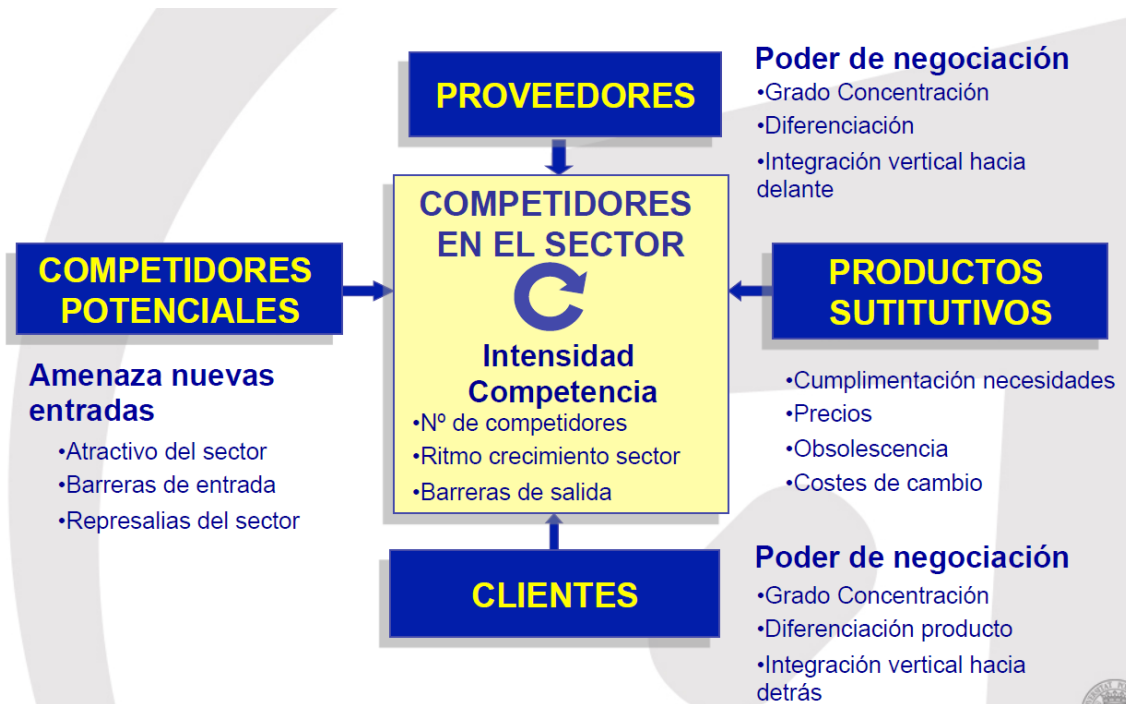 PROVEEDORES
Poder de negociación
•Grado Concentración
•Diferenciación
•Integración vertical hacia
delante
COMPETIDORES
POTENCIALES
Amenaza nuevas
entradas
•Atractivo del sector
•Barreras de entrada
•Represalias del sector
COMPETIDORES
EN EL SECTOR
Intensidad
Competencia
•Nº de competidores
•Ritmo crecimiento sector
•Barreras de salida
PRODUCTOS
SUTITUTIVOS
•Cumplimentación necesidades
•Precios
•Obsolescencia
•Costes de cambio
CLIENTES
Poder de negociación
•Grado Concentración
•Diferenciación producto
•Integración vertical hacia
detrás